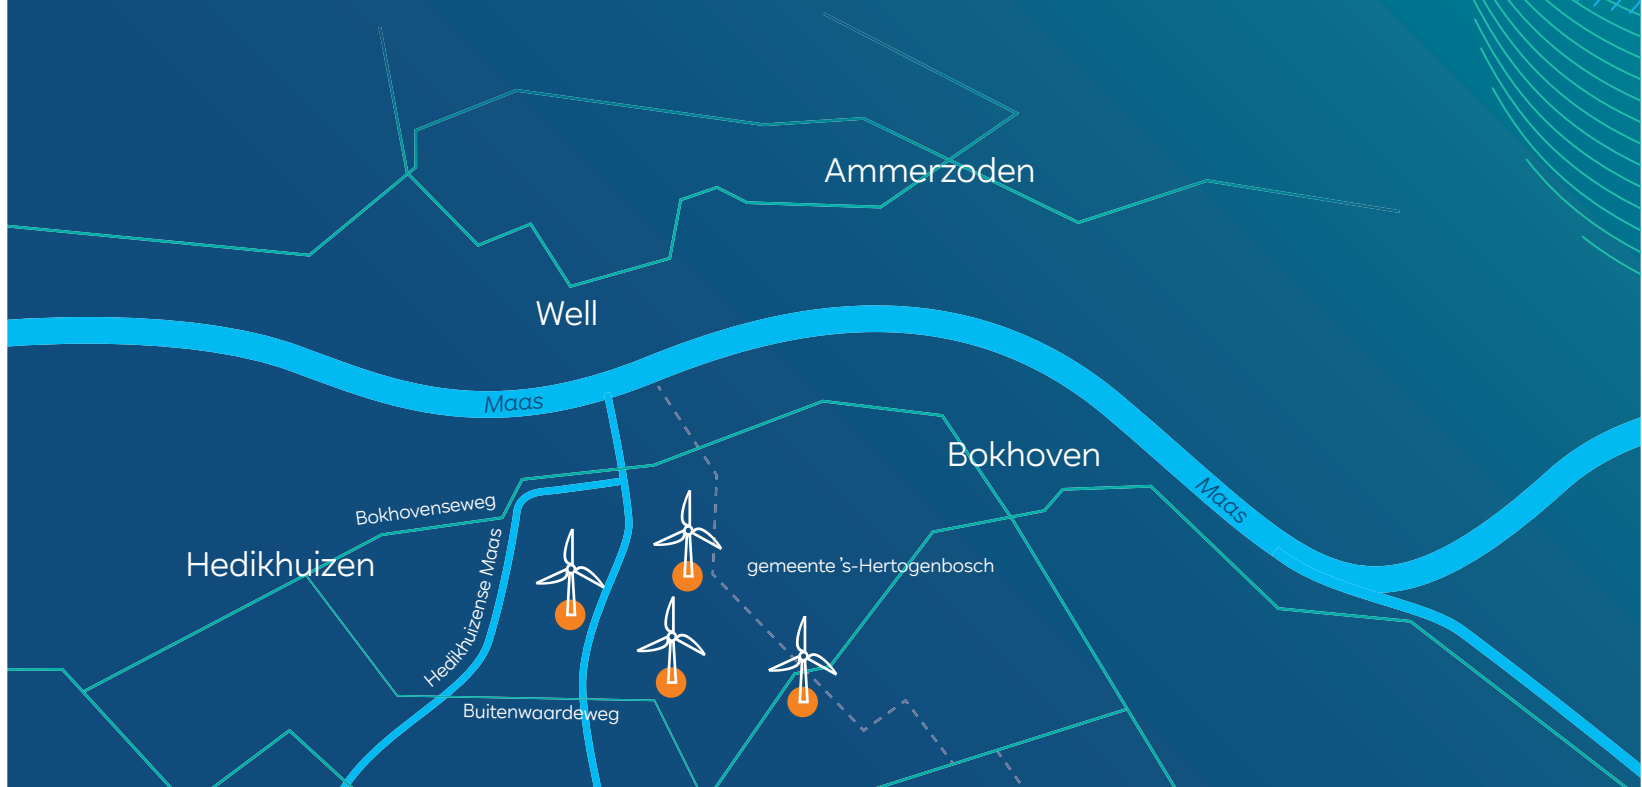 Ammerzoden
Well
Maas
Bokhoven
Maas
Bokhovenseweg
Hedikhuizen
Hedikhuizense Maas
gemeente 's-Hertogenbosch
Buitenwaardeweg